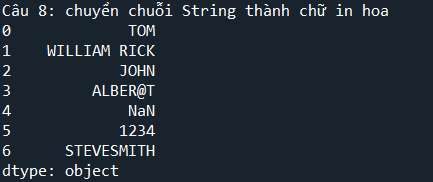 Câu 8: chuyển chuỗi String thành chữ in hoa
0 TOM
1 WILLIAM RICK
2 JOHN
3 ALBER@T
4 NaN
5 1234
6 STEVESMITH
dtype: object